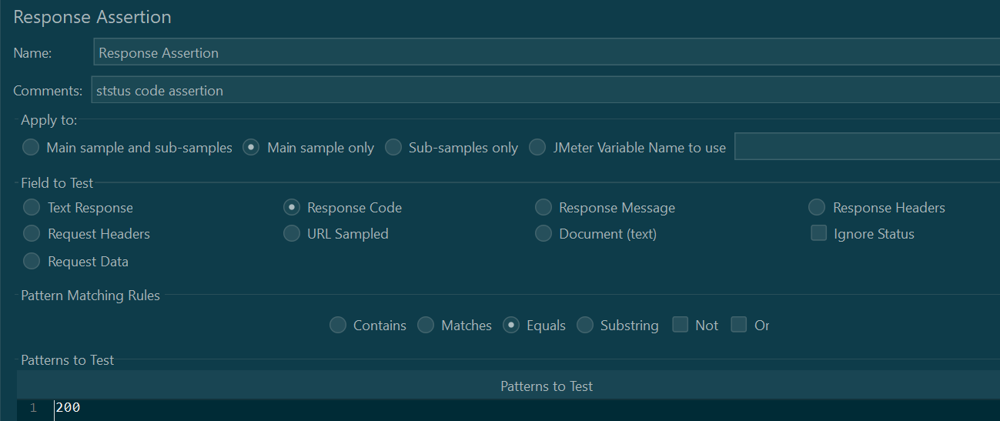 Response Assertion
Name: Response Assertion
Comments: ststus code assertion
Apply to:
Main sample and sub-samples Main sample only Sub-samples only JMeter Variable Name to use
Field to Test
Text Response Response Code Response Message Response Headers
Request Headers URL Sampled Document (text) Ignore Status
Request Data
Pattern Matching Rules
Contains Matches Equals Substring Not Or
Patterns to Test
Patterns to Test
1 200